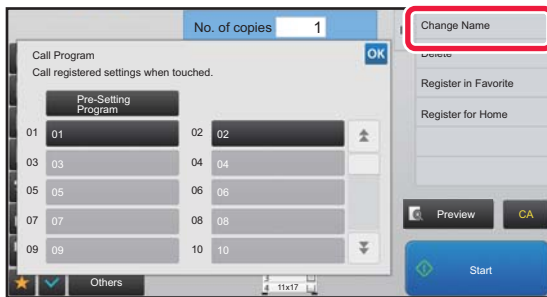 No. of copies 1
Change Name
Call Program
OK
Delete
Call registered settings when touched.
Register in Favorite
Pre-Setting
Program
Register for Home
01 01 02 02
03 03 04 04
05 05 06 06
07 07 08 08
Preview CA
09 09 10 10
Start
Others
4 11x17